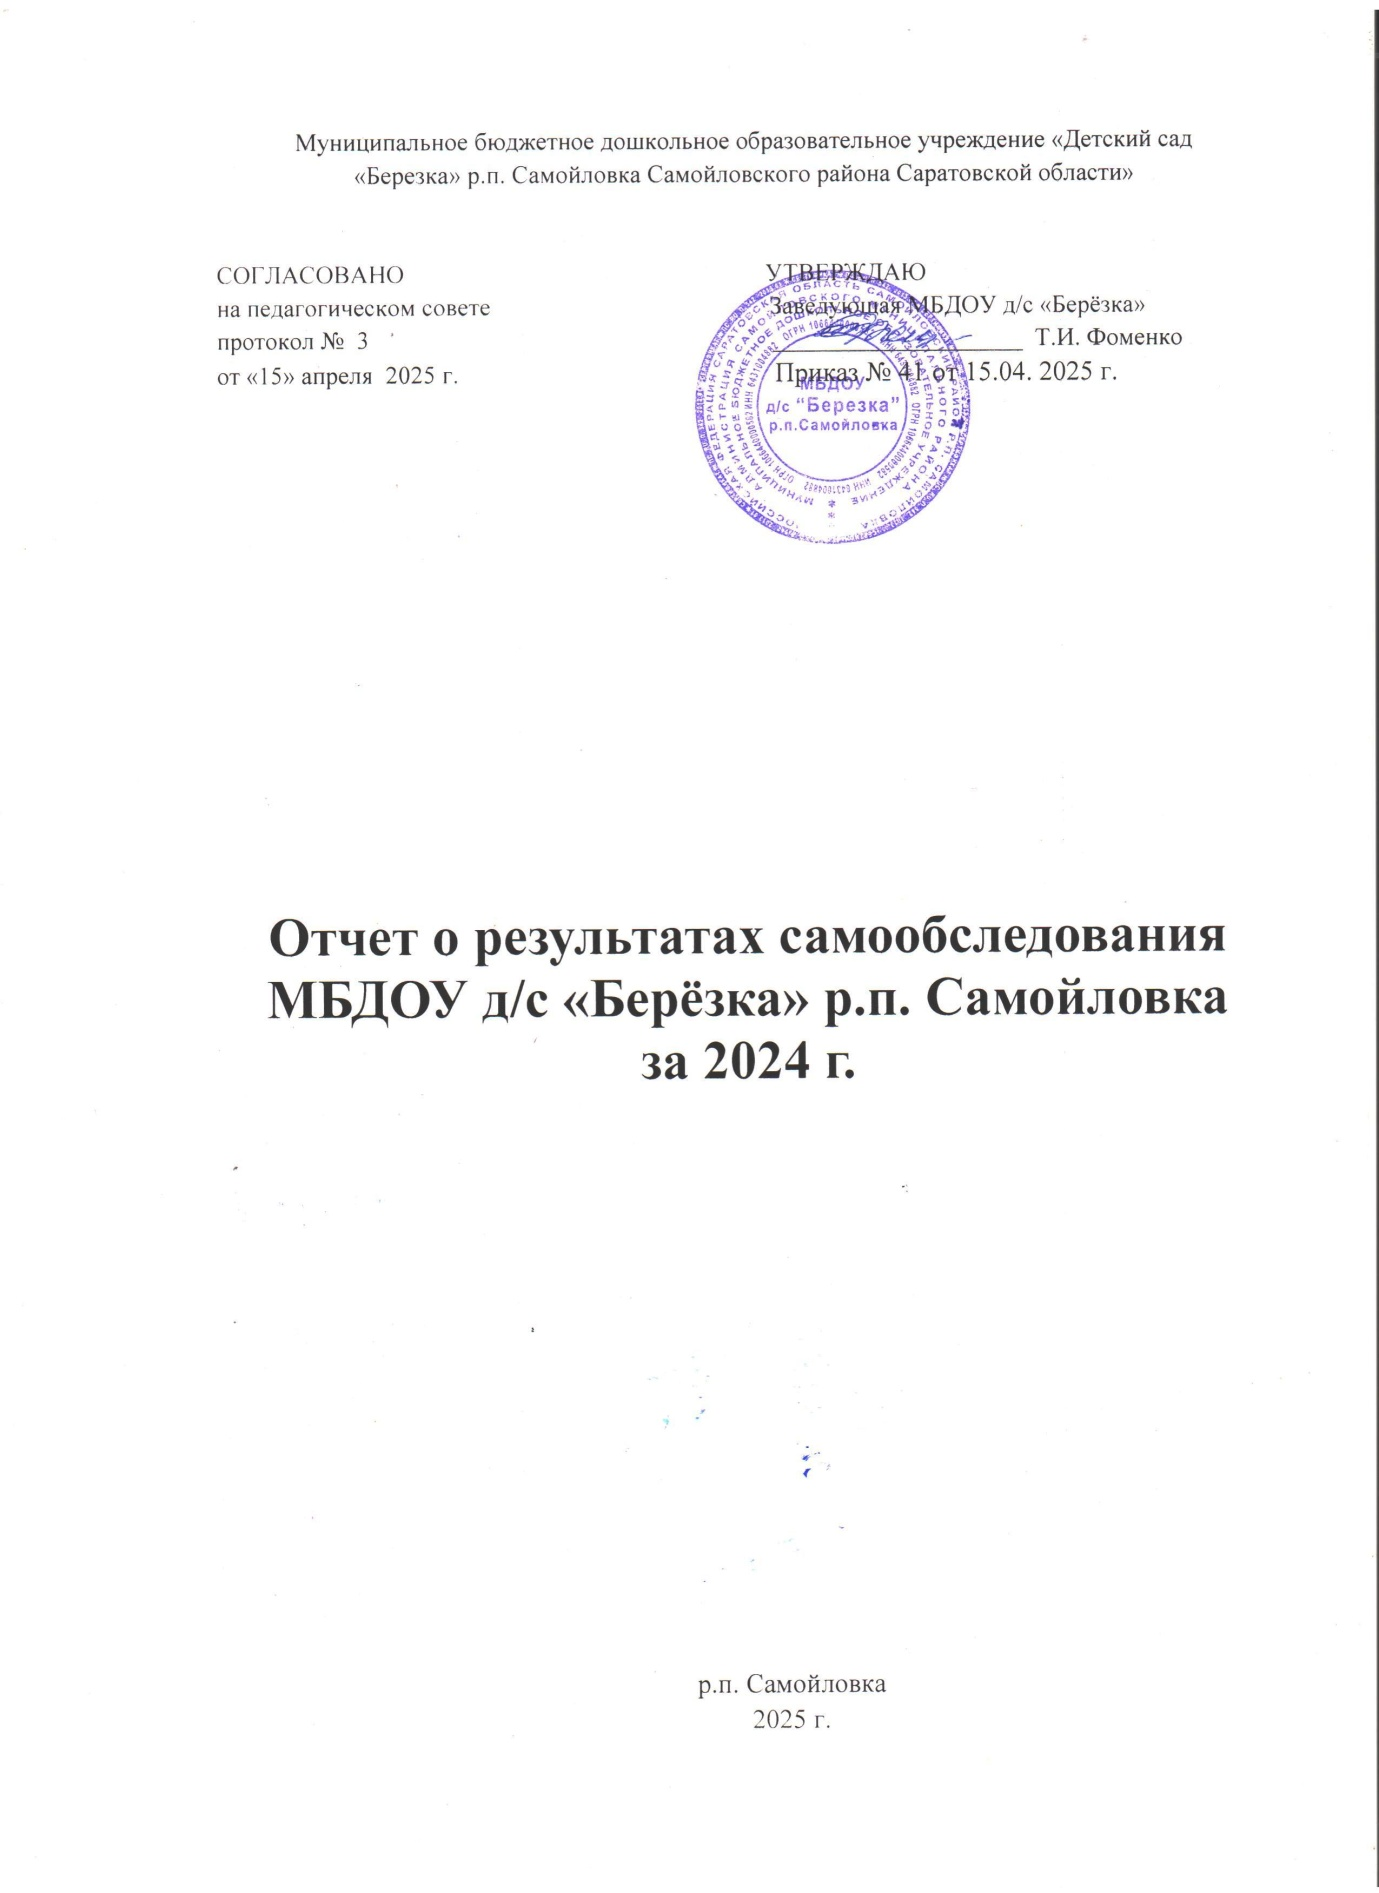 Муниципальное бюджетное дошкольное образовательное учреждение «Детский сад
«Березка» р.п. Самойловка Самойловского района Саратовской области»
СОГЛАСОВАНО
на педагогическом совете
протокол № 3
от «15» апреля 2025 г.
УТВЕРЖДАЮ
Заведующая МБДОУ д/с «Берёзка»
Т.И. Фоменко
Приказ № 41 от 15.04. 2025 г.
МБДОУ
д/с “Березка”
р.п.Самойловка
Отчет о результатах самообследования
МБДОУ д/с «Берёзка» р.п. Самойловка
за 2024 г.
р.п. Самойловка
2025 г.